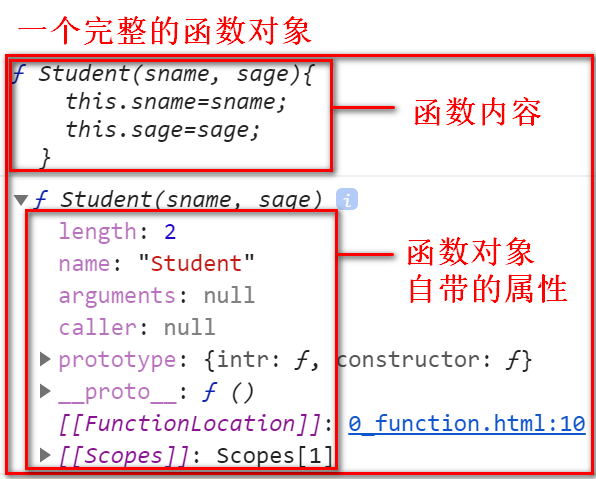 一个完整的函数对象
ƒ Student(sname, sage){
this.sname=sname;
this.sage=sage;
}
函数内容
▼ƒ Student(sname, sage) i
length: 2
name: "Student"
函数对象
自带的属性
arguments: null
caller: null
▶ prototype: {intr: ƒ, constructor: ƒ}
▶ __proto__: ƒ ()
[[FunctionLocation]]: 0_function.html:10
▶ [[Scopes]]: Scopes[1]